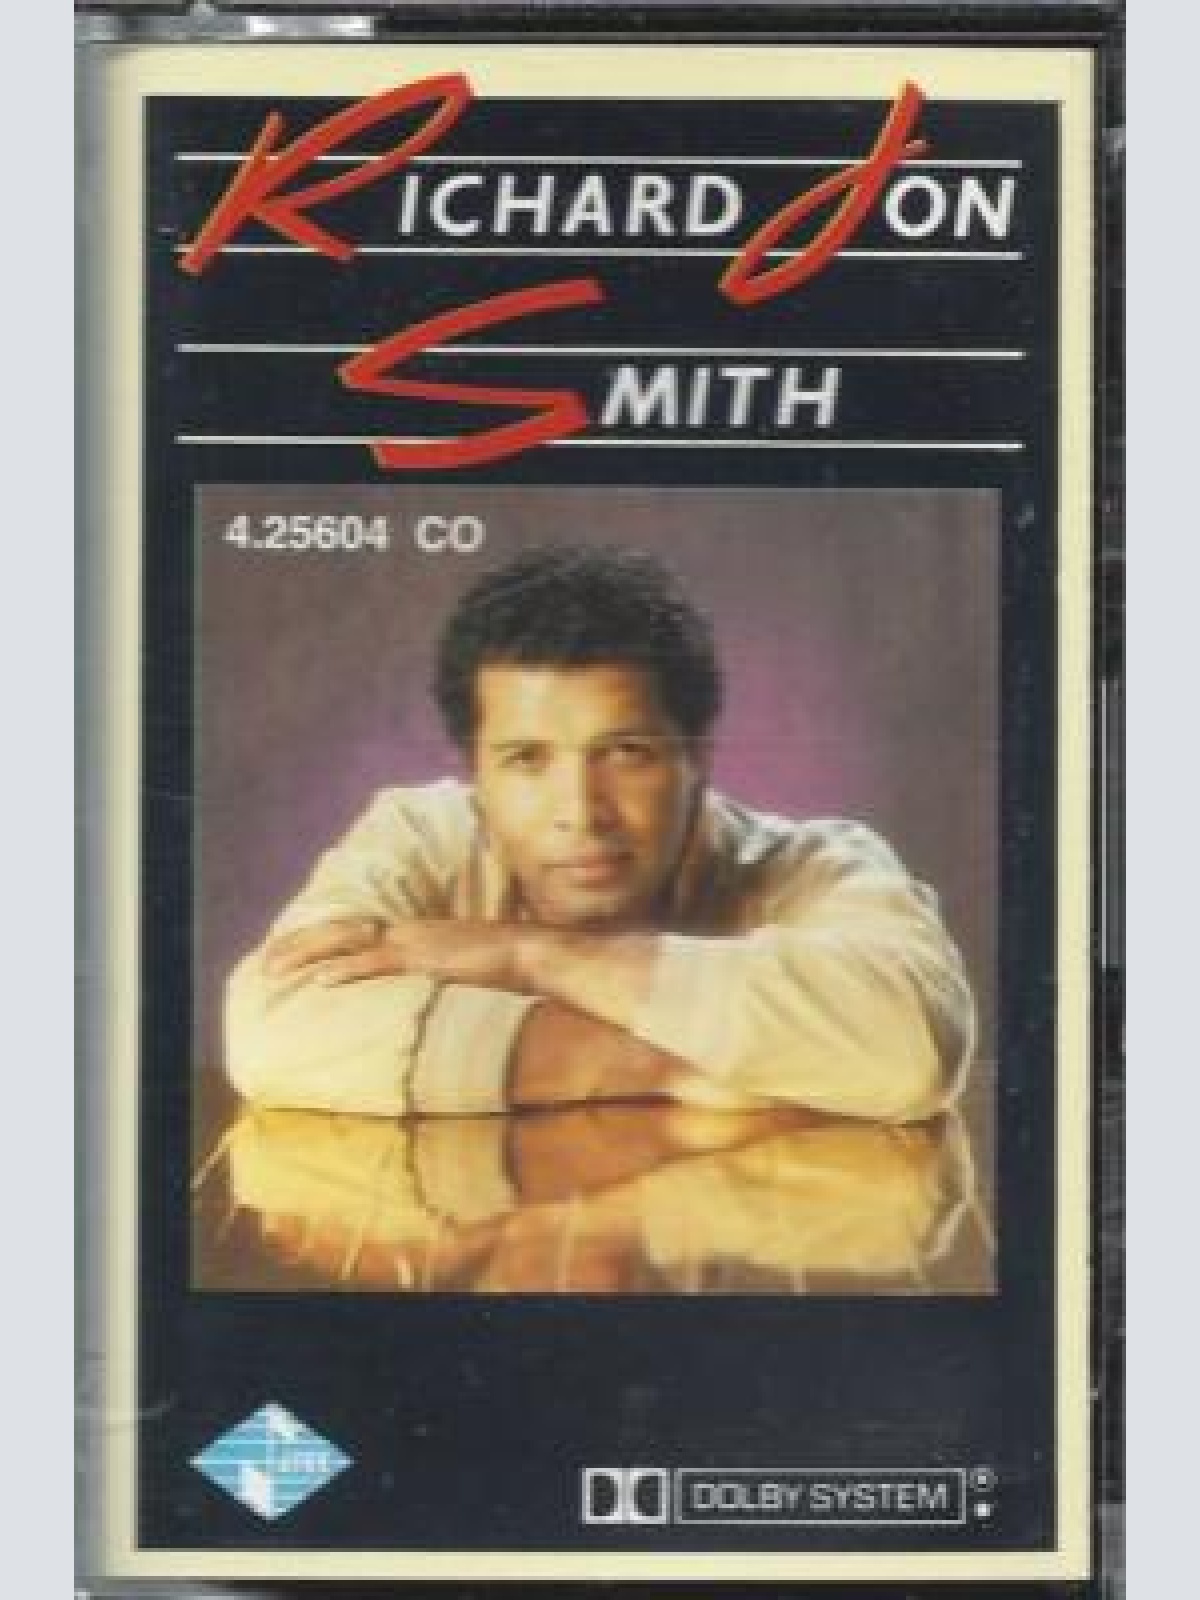 RICHARD JON
SMITH
4.25604 CO
DOLBY SYSTEM ®